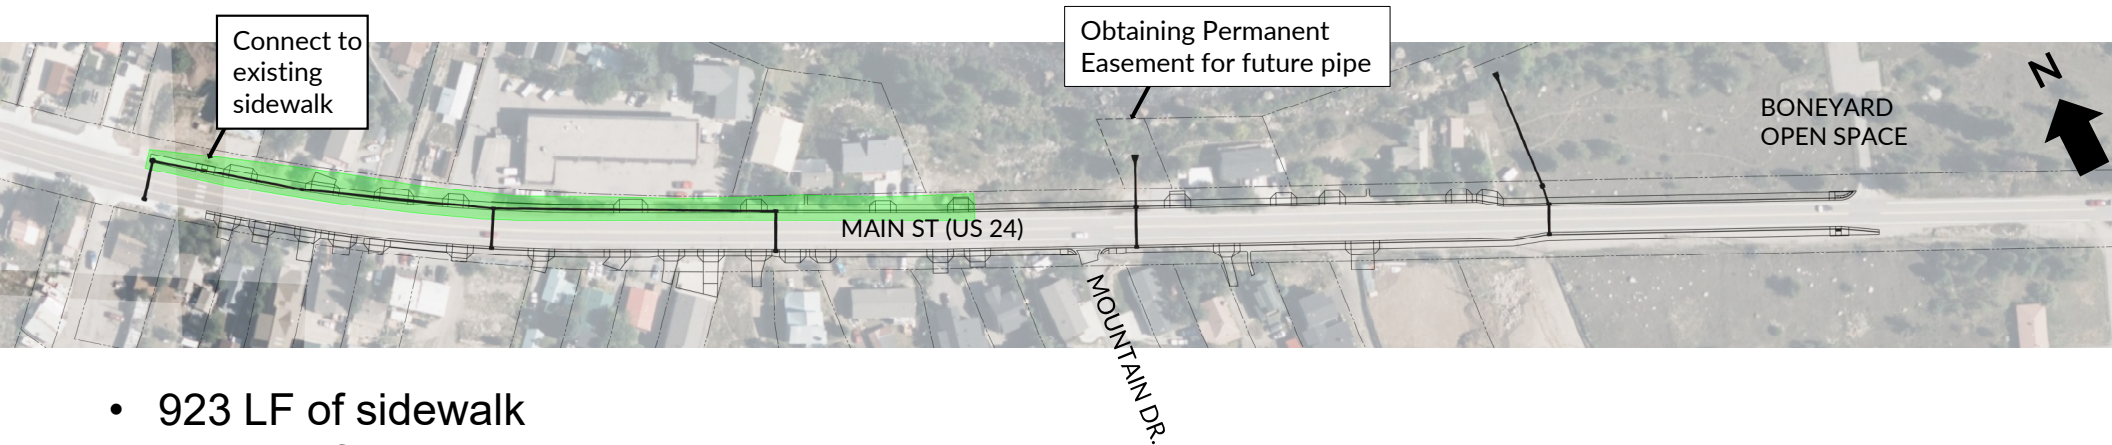 Connect to
existing
sidewalk
Obtaining Permanent
Easement for future pipe
N
BONEYARD
OPEN SPACE
MAIN ST (US 24)
MOUNTAIN DR.
• 923 LF of sidewalk